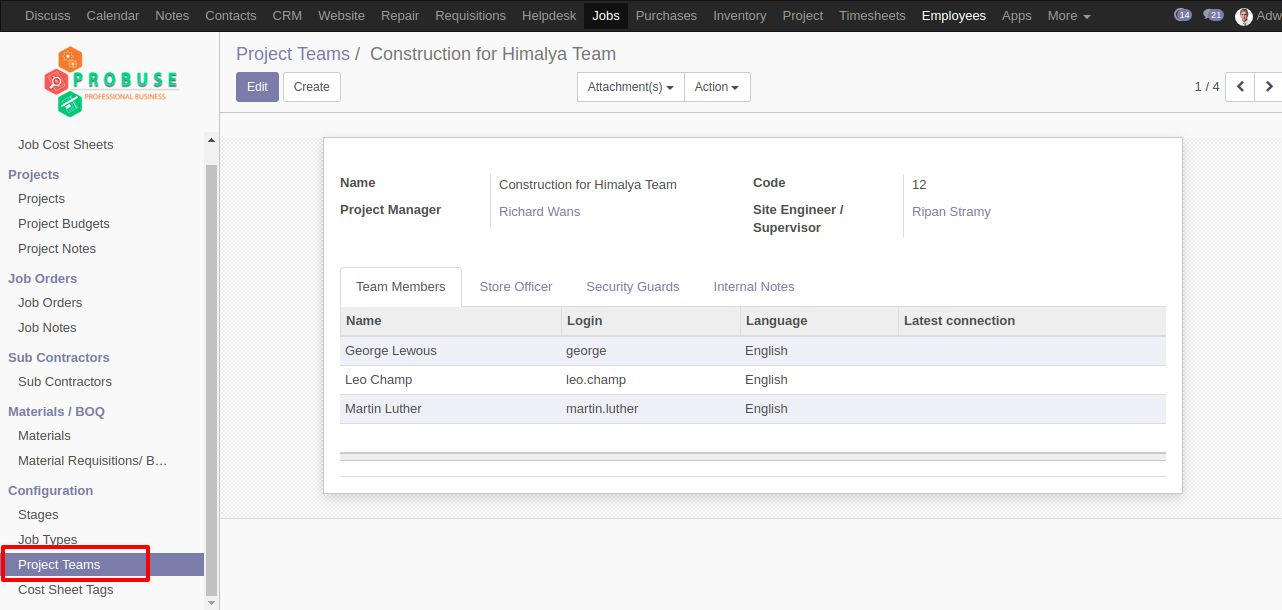 Discuss Calendar Notes Contacts CRM Website Repair Requisitions Helpdesk Jobs Purchases Inventory Project Timesheets Employees Apps More 14 21 Adw
PROBUSE
PROFESSIONAL BUSINESS
Job Cost Sheets
Projects
Projects
Project Budgets
Project Notes
Job Orders
Job Orders
Job Notes
Sub Contractors
Sub Contractors
Materials / BOQ
Materials
Material Requisitions/ B…
Configuration
Stages
Job Types
Project Teams
Cost Sheet Tags
Project Teams / Construction for Himalya Team
Edit Create Attachment(s) Action 1 / 4
Name Construction for Himalya Team Code 12
Project Manager Richard Wans Site Engineer / Ripan Stramy
Supervisor
Team Members Store Officer Security Guards Internal Notes
Name Login Language Latest connection
George Lewous george English
Leo Champ leo.champ English
Martin Luther martin.luther English